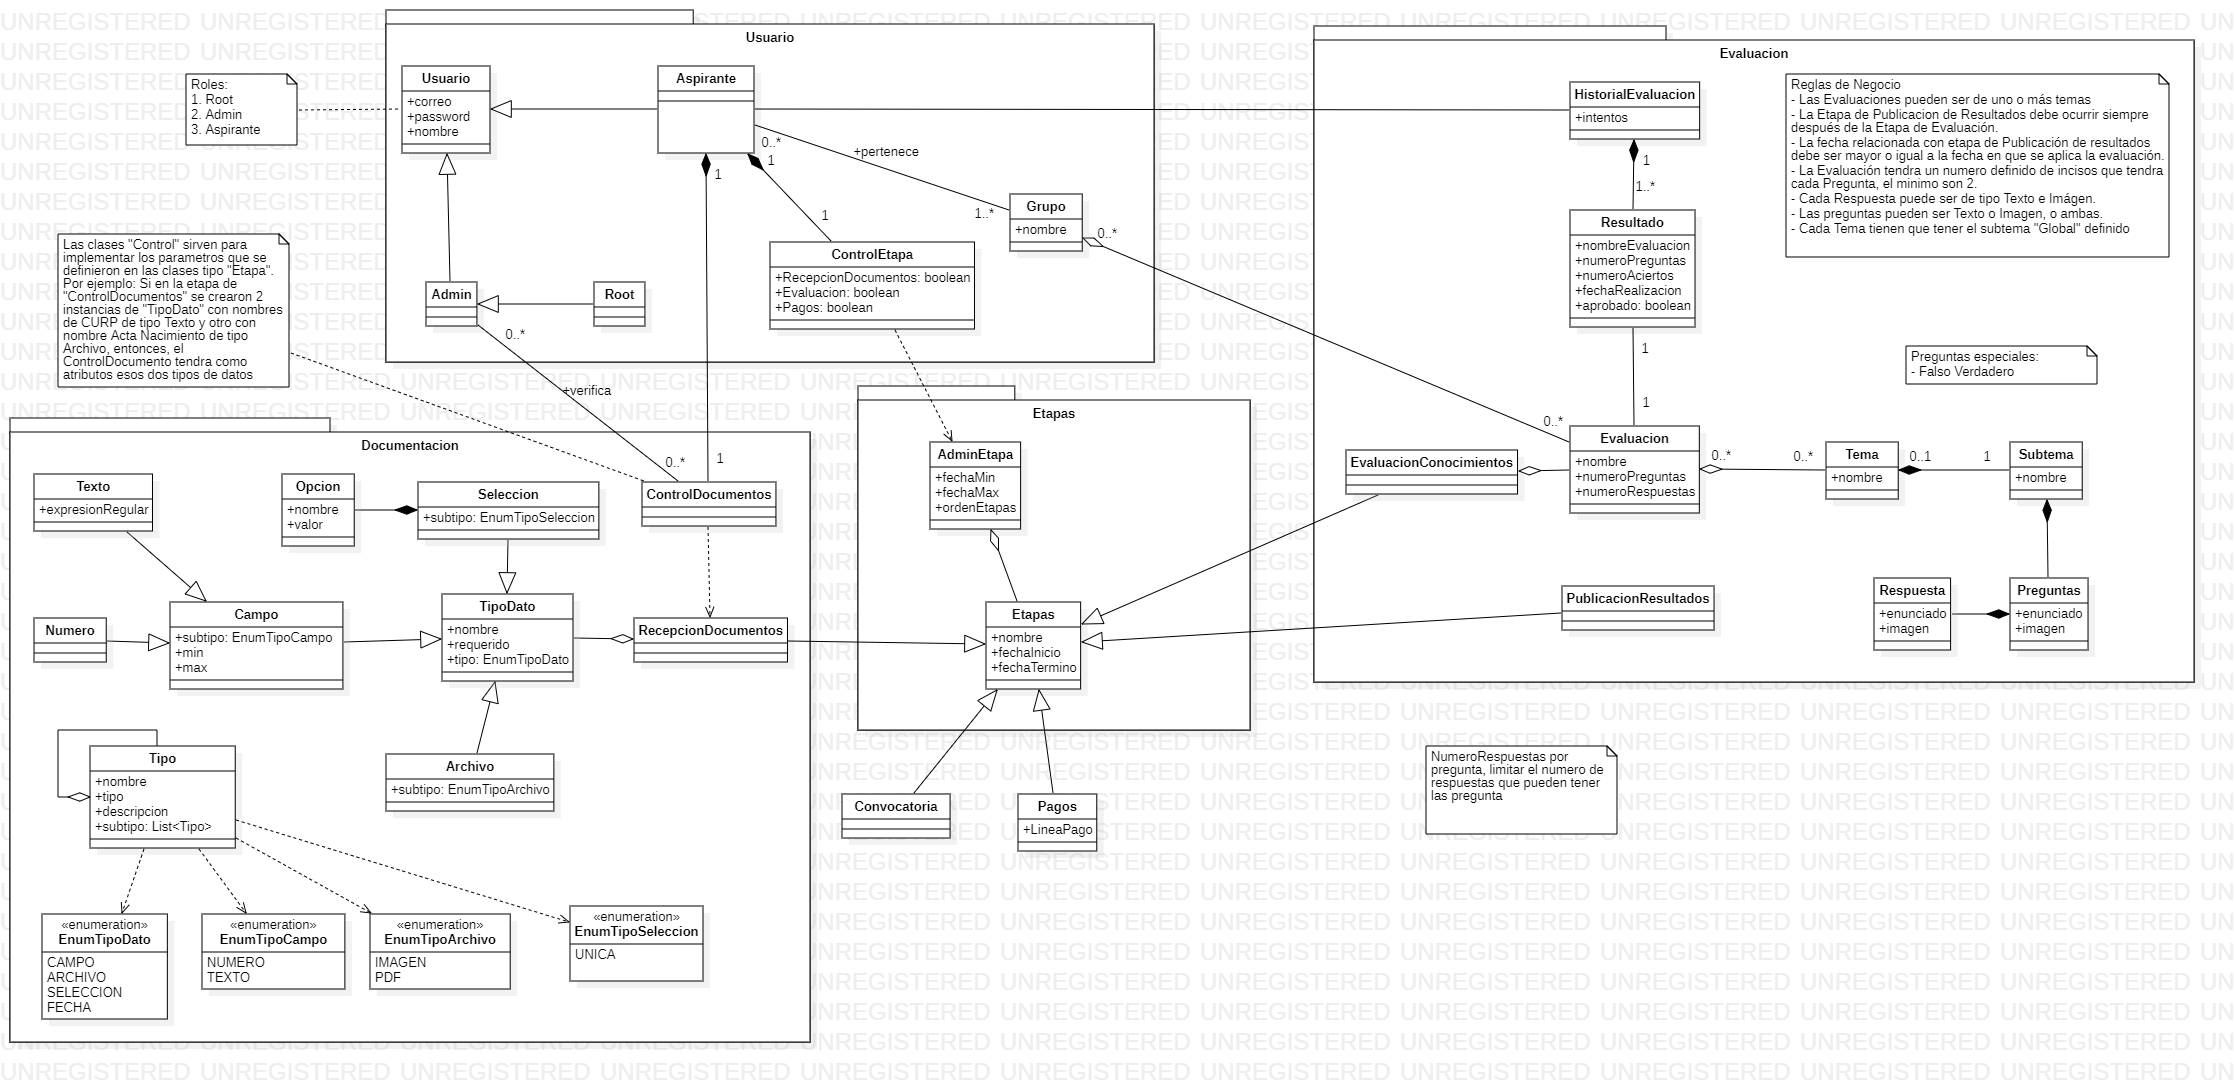 Usuario
Usuario
+correo
+password
+nombre
Aspirante
Roles:
1. Root
2. Admin
3. Aspirante
0..*
1
+pertenece
1
1..*
1
Grupo
+nombre
0..*
ControlEtapa
+RecepcionDocumentos: boolean
+Evaluacion: boolean
+Pagos: boolean
Admin
Root
0..*
+verifica
0..*
1
Las clases "Control" sirven para
implementar los parametros que se
definieron en las clases tipo "Etapa".
Por ejemplo: Si en la etapa de
"ControlDocumentos" se crearon 2
instancias de "TipoDato" con nombres
de CURP de tipo Texto y otro con
nombre Acta Nacimiento de tipo
Archivo, entonces, el
ControlDocumento tendra como
atributos esos dos tipos de datos
Documentacion
Texto
+expresionRegular
Opcion
+nombre
+valor
Seleccion
+subtipo: EnumTipoSeleccion
ControlDocumentos
Numero
Campo
+subtipo: EnumTipoCampo
+min
+max
TipoDato
+nombre
+requerido
+tipo: EnumTipoDato
RecepcionDocumentos
Tipo
+nombre
+tipo
+descripcion
+subtipo: List<Tipo>
Archivo
+subtipo: EnumTipoArchivo
«enumeration»
EnumTipoDato
CAMPO
ARCHIVO
SELECCION
FECHA
«enumeration»
EnumTipoCampo
NUMERO
TEXTO
«enumeration»
EnumTipoArchivo
IMAGEN
PDF
«enumeration»
EnumTipoSeleccion
UNICA
Etapas
AdminEtapa
+fechaMin
+fechaMax
+ordenEtapas
Etapas
+nombre
+fechaInicio
+fechaTermino
Convocatoria
Pagos
+LineaPago
Evaluacion
HistorialEvaluacion
+intentos
1
1..*
Resultado
+nombreEvaluacion
+numeroPreguntas
+numeroAciertos
+fechaRealizacion
+aprobado: boolean
1
1
0..*
Reglas de Negocio
- Las Evaluaciones pueden ser de uno o más temas
- La Etapa de Publicacion de Resultados debe ocurrir siempre
después de la Etapa de Evaluación.
- La fecha relacionada con etapa de Publicación de resultados
debe ser mayor o igual a la fecha en que se aplica la evaluación.
- La Evaluación tendra un numero definido de incisos que tendra
cada Pregunta, el minimo son 2.
- Cada Respuesta puede ser de tipo Texto e Imágen.
- Las preguntas pueden ser Texto o Imagen, o ambas.
- Cada Tema tienen que tener el subtema "Global" definido
Preguntas especiales:
- Falso Verdadero
EvaluacionConocimientos
Evaluacion
+nombre
+numeroPreguntas
+numeroRespuestas
0..*
0..*
Tema
+nombre
0..1
1
Subtema
+nombre
PublicacionResultados
Respuesta
+enunciado
+imagen
Preguntas
+enunciado
+imagen
NumeroRespuestas por
pregunta, limitar el numero de
respuestas que pueden tener
las pregunta
UNREGISTERED